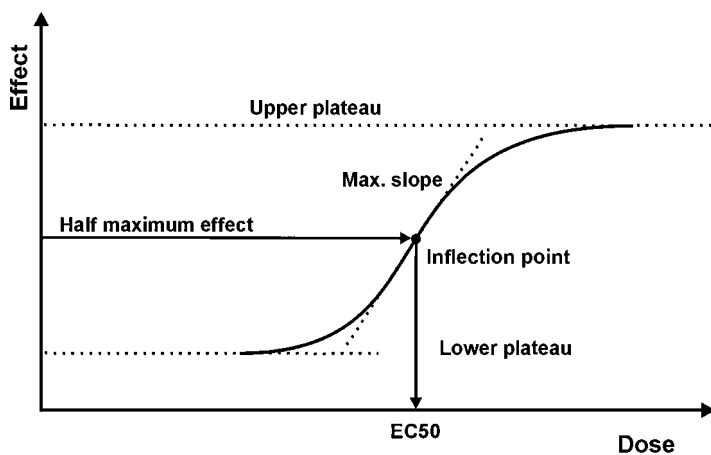 Effect
Upper plateau
Max. slope
Half maximum effect
Inflection point
Lower plateau
EC50
Dose